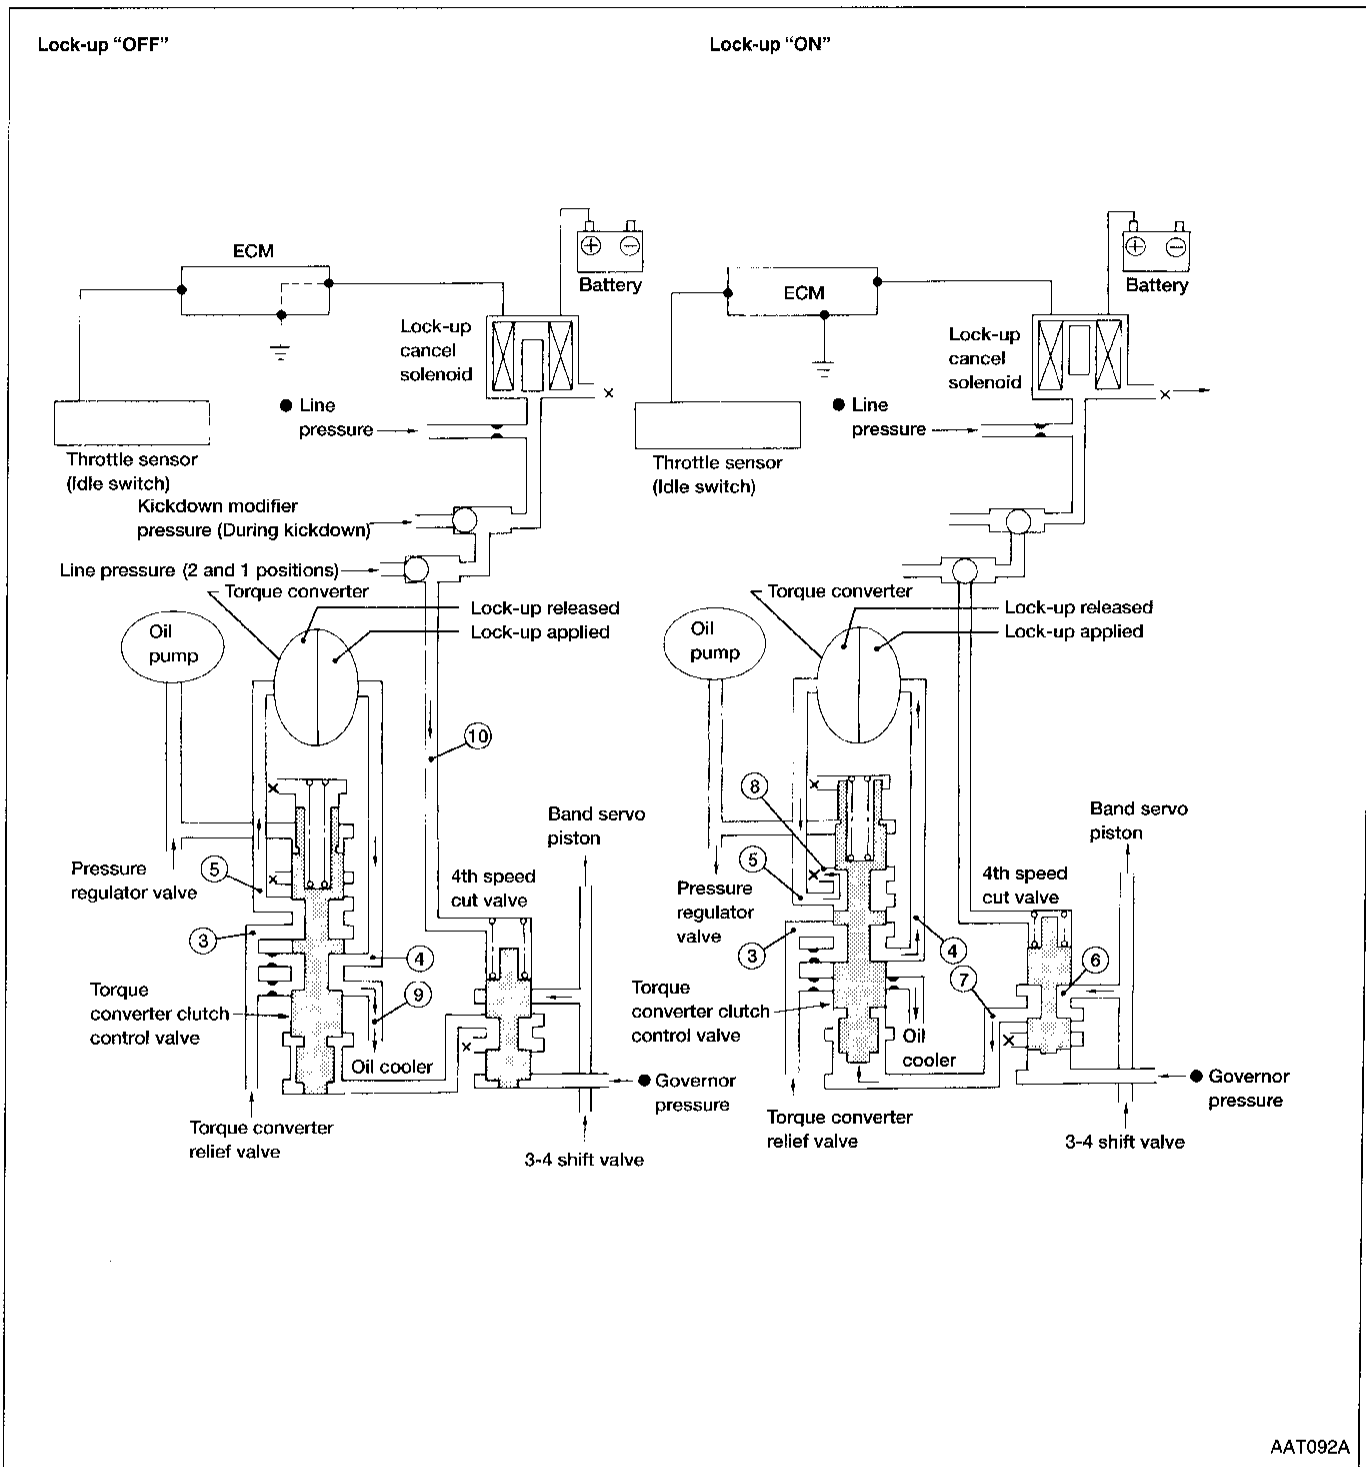 Lock-up “OFF”
ECM
+
−
Battery
Lock-up
cancel
solenoid
● Line
pressure
×
Throttle sensor
(Idle switch)
Kickdown modifier
pressure (During kickdown)
Line pressure (2 and 1 positions)
Torque converter
Lock-up released
Lock-up applied
Oil
pump
10
×
Band servo
piston
Pressure
regulator valve
5
×
4th speed
cut valve
3
4
Torque
converter clutch
control valve
9
×
Oil cooler
● Governor
pressure
Torque converter
relief valve
3-4 shift valve
Lock-up “ON”
ECM
+
−
Battery
Lock-up
cancel
solenoid
● Line
pressure
×
Throttle sensor
(Idle switch)
Torque converter
Lock-up released
Lock-up applied
Oil
pump
8
×
Band servo
piston
5
×
Pressure
regulator
valve
4th speed
cut valve
3
4
6
7
Torque
converter clutch
control valve
Oil
cooler
×
● Governor
pressure
Torque converter
relief valve
3-4 shift valve
AAT092A